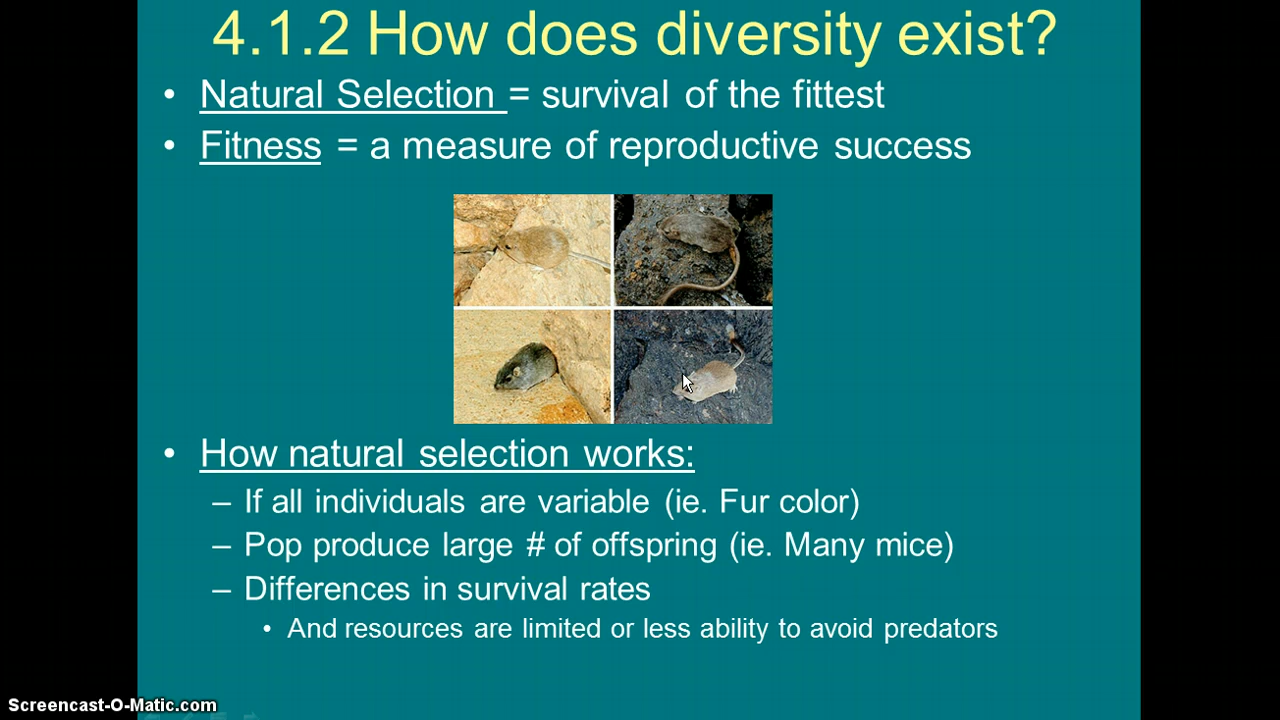 4.1.2 How does diversity exist?
• Natural Selection = survival of the fittest
• Fitness = a measure of reproductive success
• How natural selection works:
– If all individuals are variable (ie. Fur color)
– Pop produce large # of offspring (ie. Many mice)
– Differences in survival rates
• And resources are limited or less ability to avoid predators
Screencast-O-Matic.com